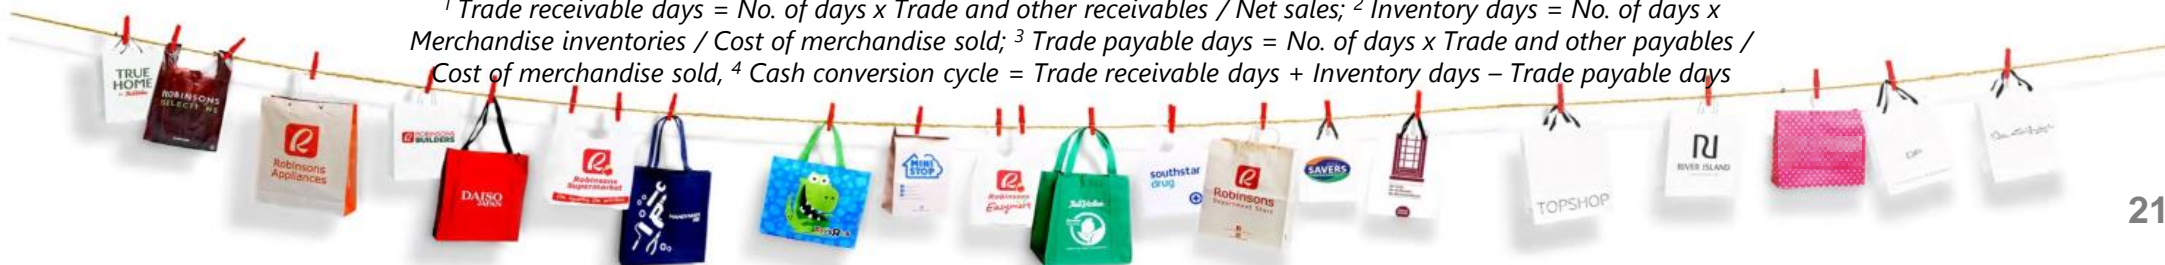 1 Trade receivable days = No. of days x Trade and other receivables / Net sales; 2 Inventory days = No. of days x
Merchandise inventories / Cost of merchandise sold; 3 Trade payable days = No. of days x Trade and other payables /
Cost of merchandise sold, 4 Cash conversion cycle = Trade receivable days + Inventory days – Trade payable days
TRUE
HOME
ROBINSONS
SELECTIONS
Robinsons
Appliances
ROBINSONS
BUILDERS
DAISO
JAPAN
Robinsons
Supermarket
HANDYMAN
MINI
STOP
Robinsons
Easymart
southstar
drug
Robinsons
Department Store
SAVERS
TOPSHOP
RIVER ISLAND
21